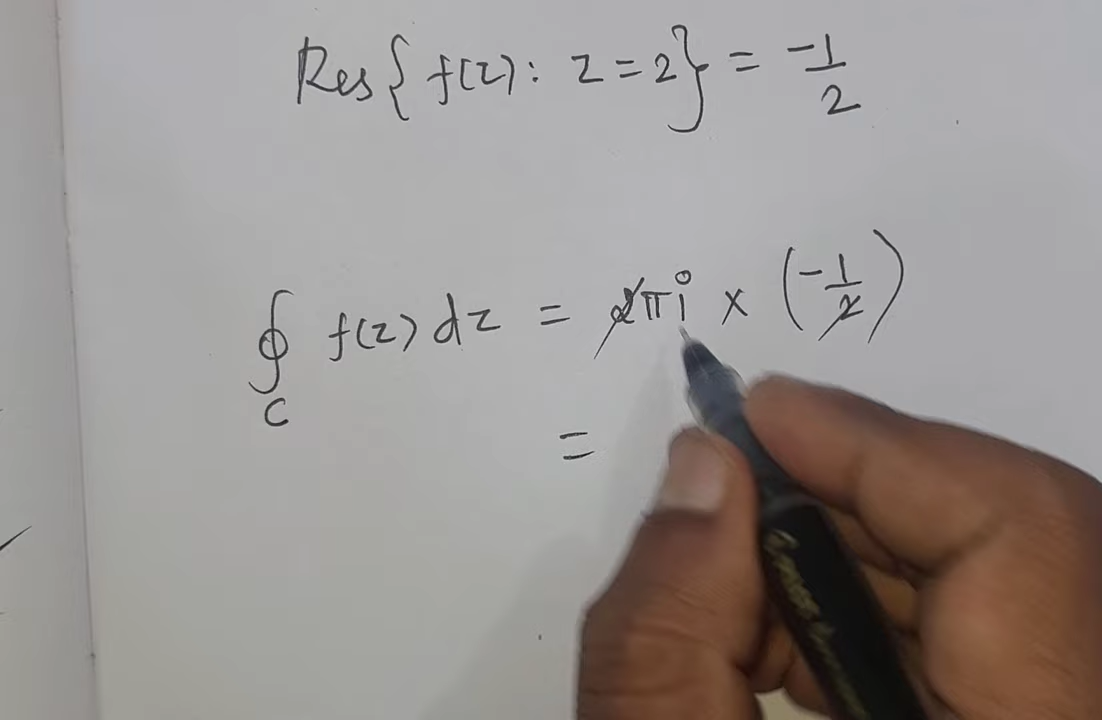 Res{f(z): z=2} = -1/2
∮_C f(z) dz = 2πi × (-1/2)
=